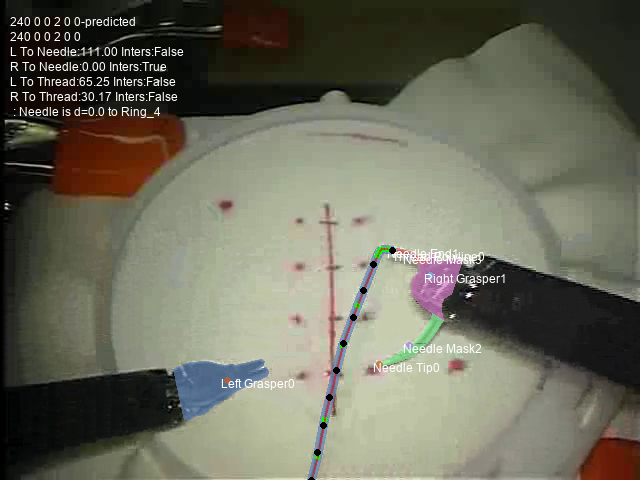 240 0 0 2 0 0-predicted
240 0 0 2 0 0
L To Needle:111.00 Inters:False
R To Needle:0.00 Inters:True
L To Thread:65.25 Inters:False
R To Thread:30.17 Inters:False
: Needle is d=0.0 to Ring_4
Needle End1
Right Grasper1
Needle Mask2
Needle Tip0
Left Grasper0